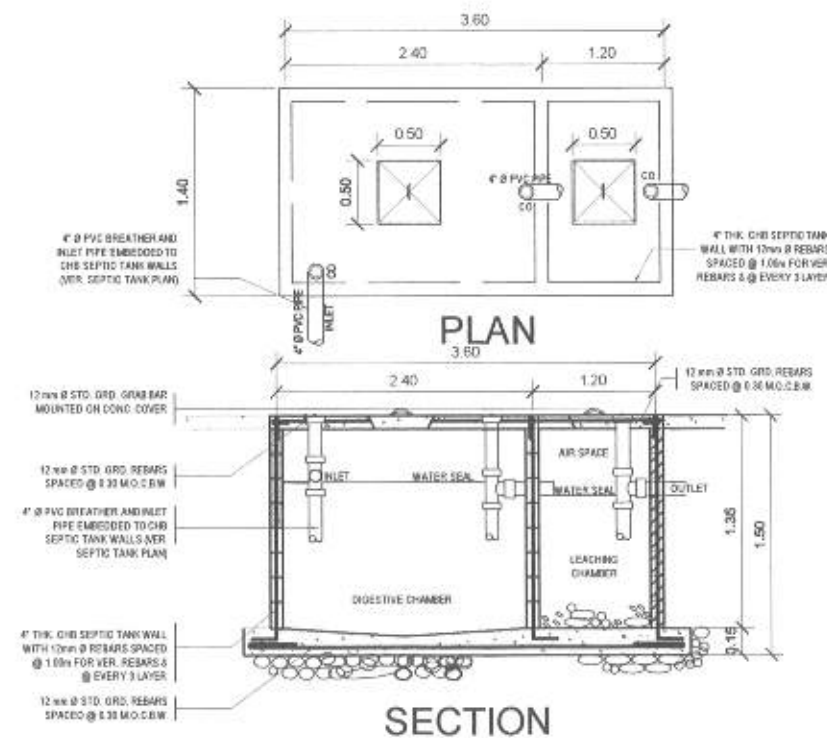 3.60
2.40
1.20
0.50
0.50
0.50
1.40
4" Ø PVC PIPE
CO
CO
4" Ø PVC BREATHER AND
INLET PIPE EMBEDDED TO
CHB SEPTIC TANK WALLS
(VER. SEPTIC TANK PLAN)
4" THK. CHB SEPTIC TANK
WALL WITH 12mm Ø REBARS
SPACED @ 1.00m FOR VER
REBARS & @ EVERY 3 LAYER
CO
4" Ø PVC PIPE
INLET
PLAN
3.60
2.40
1.20
12 mm Ø STD. GRD. REBARS
SPACED @ 0.30 M.O.C.B.W.
12 mm Ø STD. GRD. GRAB BAR
MOUNTED ON CONC. COVER
AIR SPACE
12 mm Ø STD. GRD. REBARS
SPACED @ 0.30 M.O.C.B.W.
INLET
WATER SEAL
WATER SEAL
OUTLET
4" Ø PVC BREATHER AND INLET
PIPE EMBEDDED TO CHB
SEPTIC TANK WALLS (VER.
SEPTIC TANK PLAN)
1.50
LEACHING
CHAMBER
DIGESTIVE CHAMBER
4" THK. CHB SEPTIC TANK WALL
WITH 12mm Ø REBARS SPACED
@ 1.00m FOR VER. REBARS &
@ EVERY 3 LAYER
0.15
12 mm Ø STD. GRD. REBARS
SPACED @ 0.30 M.O.C.B.W.
SECTION